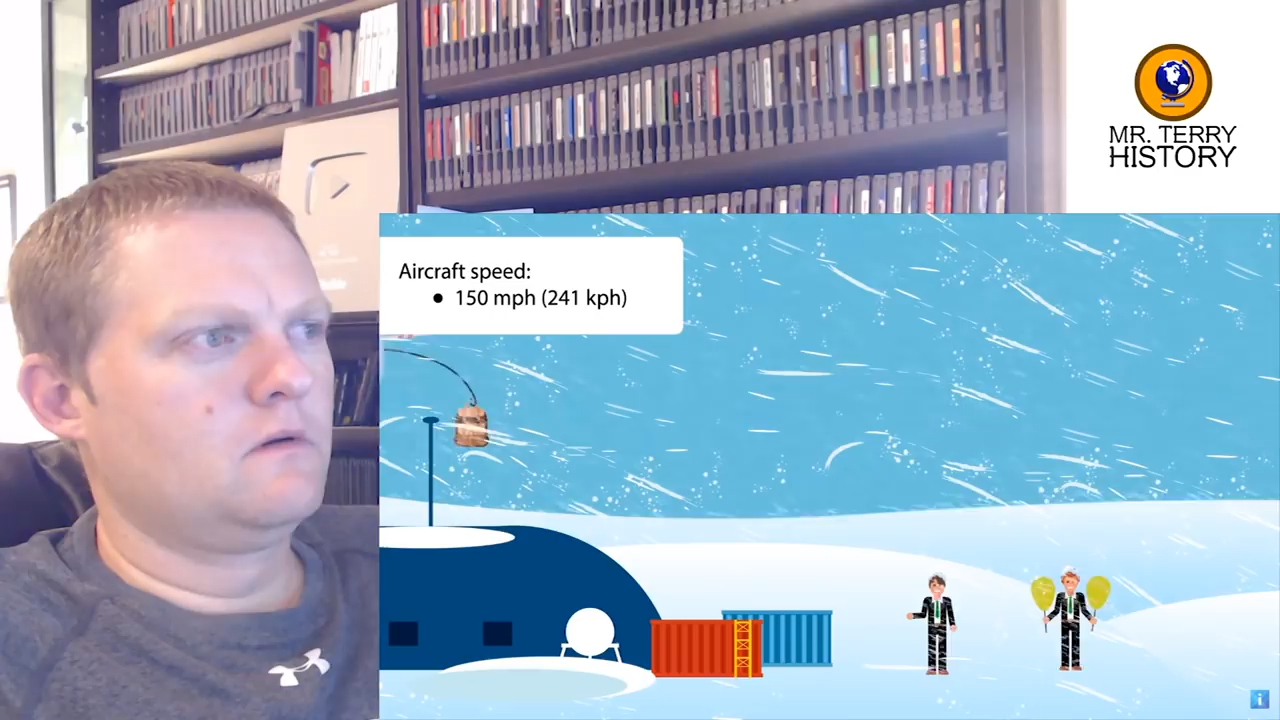 MR. TERRY
HISTORY
Aircraft speed:
● 150 mph (241 kph)